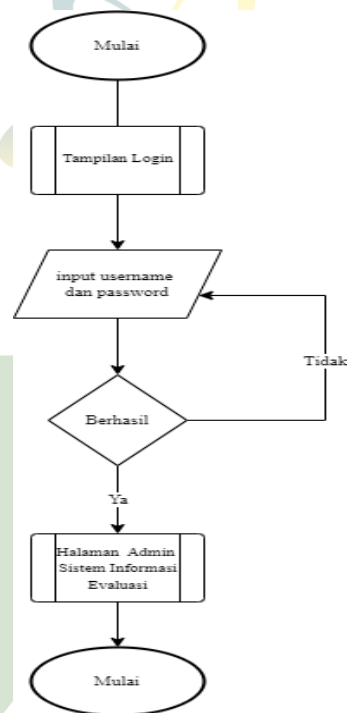 Mulai
Tampilan Login
input username
dan password
Tidak
Berhasil
Ya
Halaman Admin
Sistem Informasi
Evaluasi
Mulai